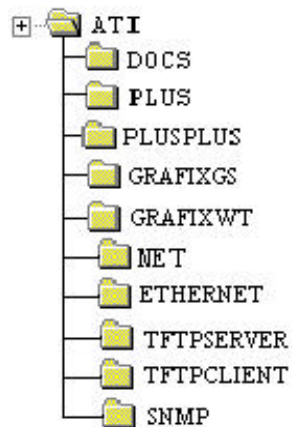 ATI
DOCS
PLUS
PLUSPLUS
GRAFIXGS
GRAFIXWT
NET
ETHERNET
TFTPSERVER
TFTPCLIENT
SNMP